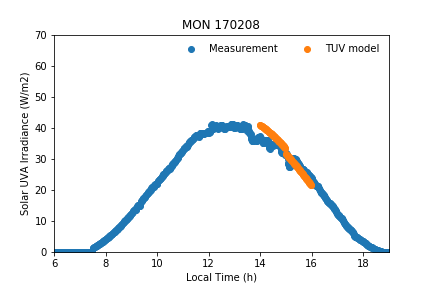 MON 170208
70
60
50
40
30
20
10
0
Solar UVA Irradiance (W/m2)
Measurement TUV model
6 8 10 12 14 16 18
Local Time (h)